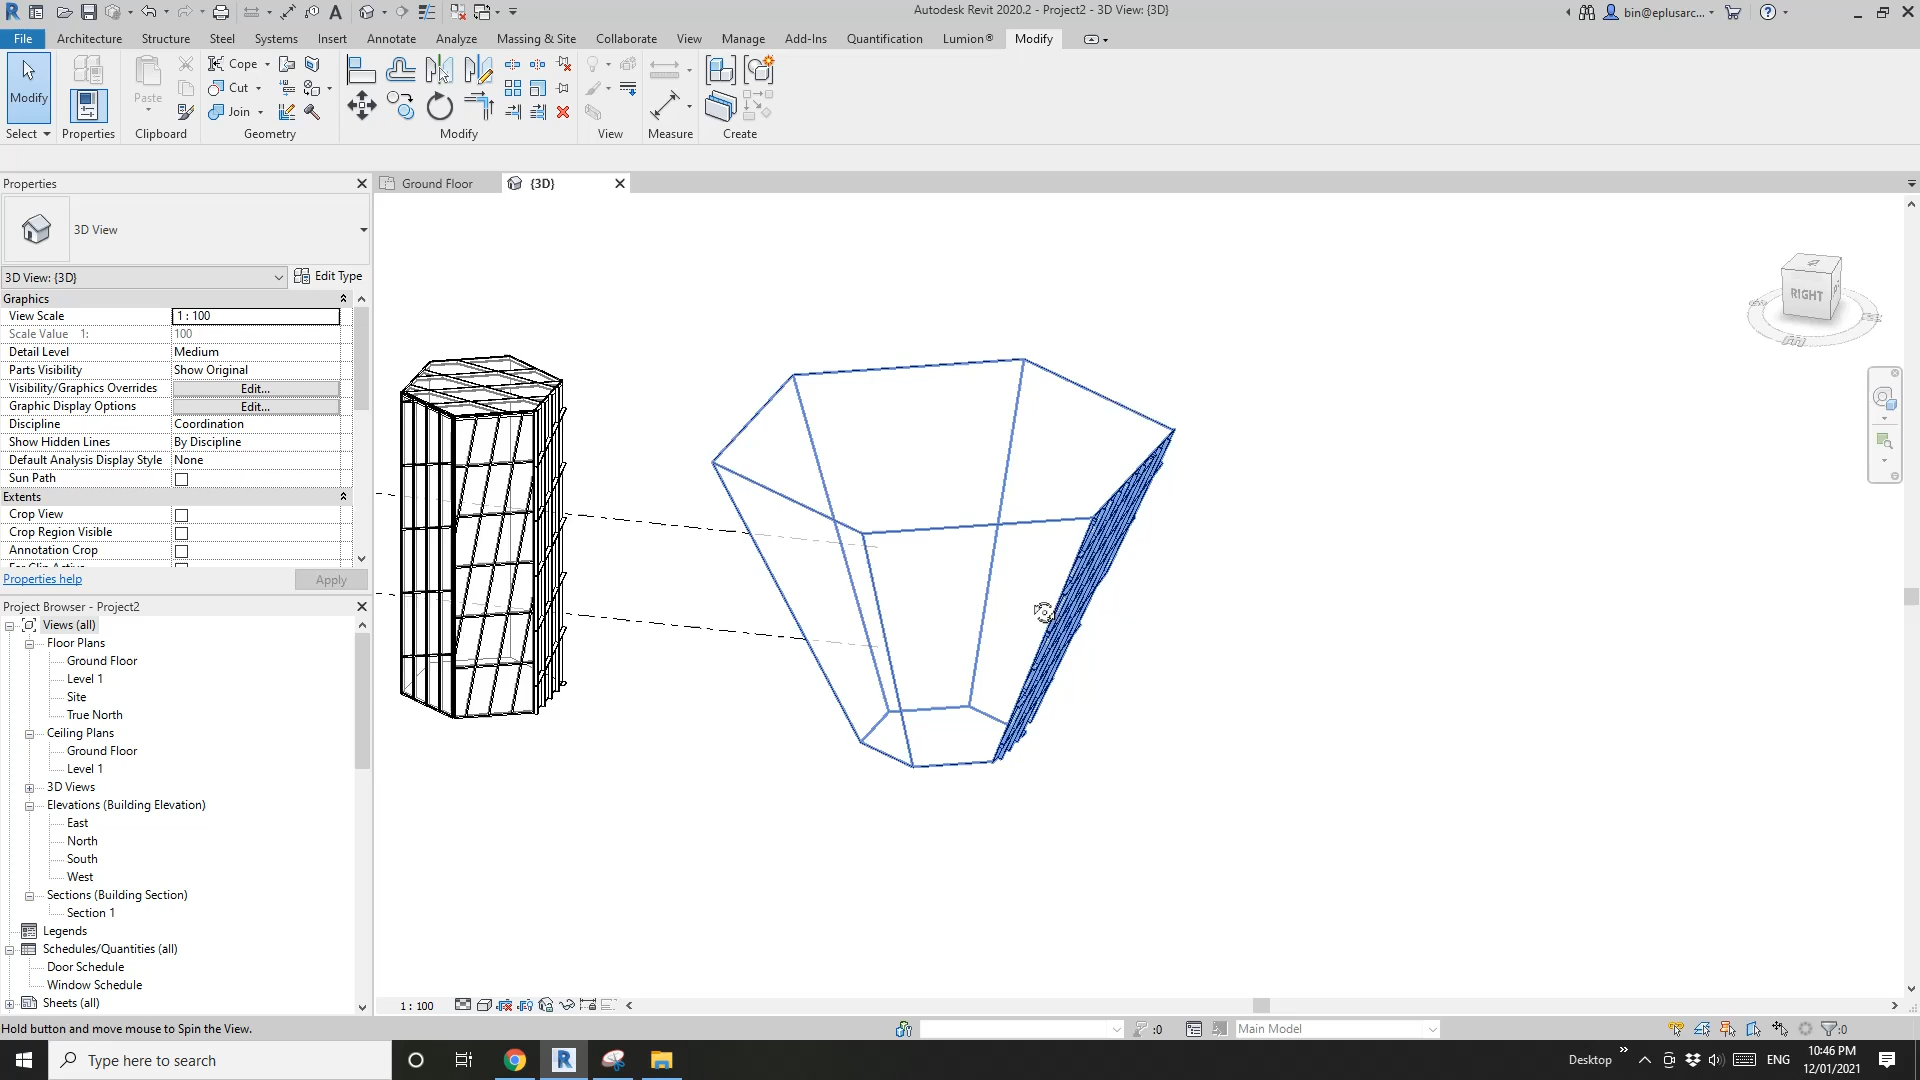 Autodesk Revit 2020.2 - Project2 - 3D View: {3D}
bin@eplusarc...
File Architecture Structure Steel Systems Insert Annotate Analyze Massing & Site Collaborate View Manage Add-Ins Quantification Lumion® Modify
Modify
Paste
Cope
Cut
Join
Select Properties Clipboard Geometry Modify View Measure Create
Properties
Ground Floor
{3D}
3D View
3D View: {3D}
Edit Type
Graphics
View Scale 1 : 100
Scale Value 1: 100
Detail Level Medium
Parts Visibility Show Original
Visibility/Graphics Overrides Edit...
Graphic Display Options Edit...
Discipline Coordination
Show Hidden Lines By Discipline
Default Analysis Display Style None
Sun Path
Extents
Crop View
Crop Region Visible
Annotation Crop
Properties help
Apply
RIGHT
Project Browser - Project2
Views (all)
Floor Plans
Ground Floor
Level 1
Site
True North
Ceiling Plans
Ground Floor
Level 1
3D Views
Elevations (Building Elevation)
East
North
South
West
Sections (Building Section)
Section 1
Legends
Schedules/Quantities (all)
Door Schedule
Window Schedule
Sheets (all)
1 : 100
Hold button and move mouse to Spin the View.
:0
Main Model
:0
Type here to search
Desktop
ENG
10:46 PM
12/01/2021